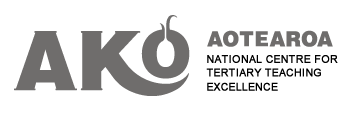 AKO AOTEAROA
NATIONAL CENTRE FOR
TERTIARY TEACHING
EXCELLENCE